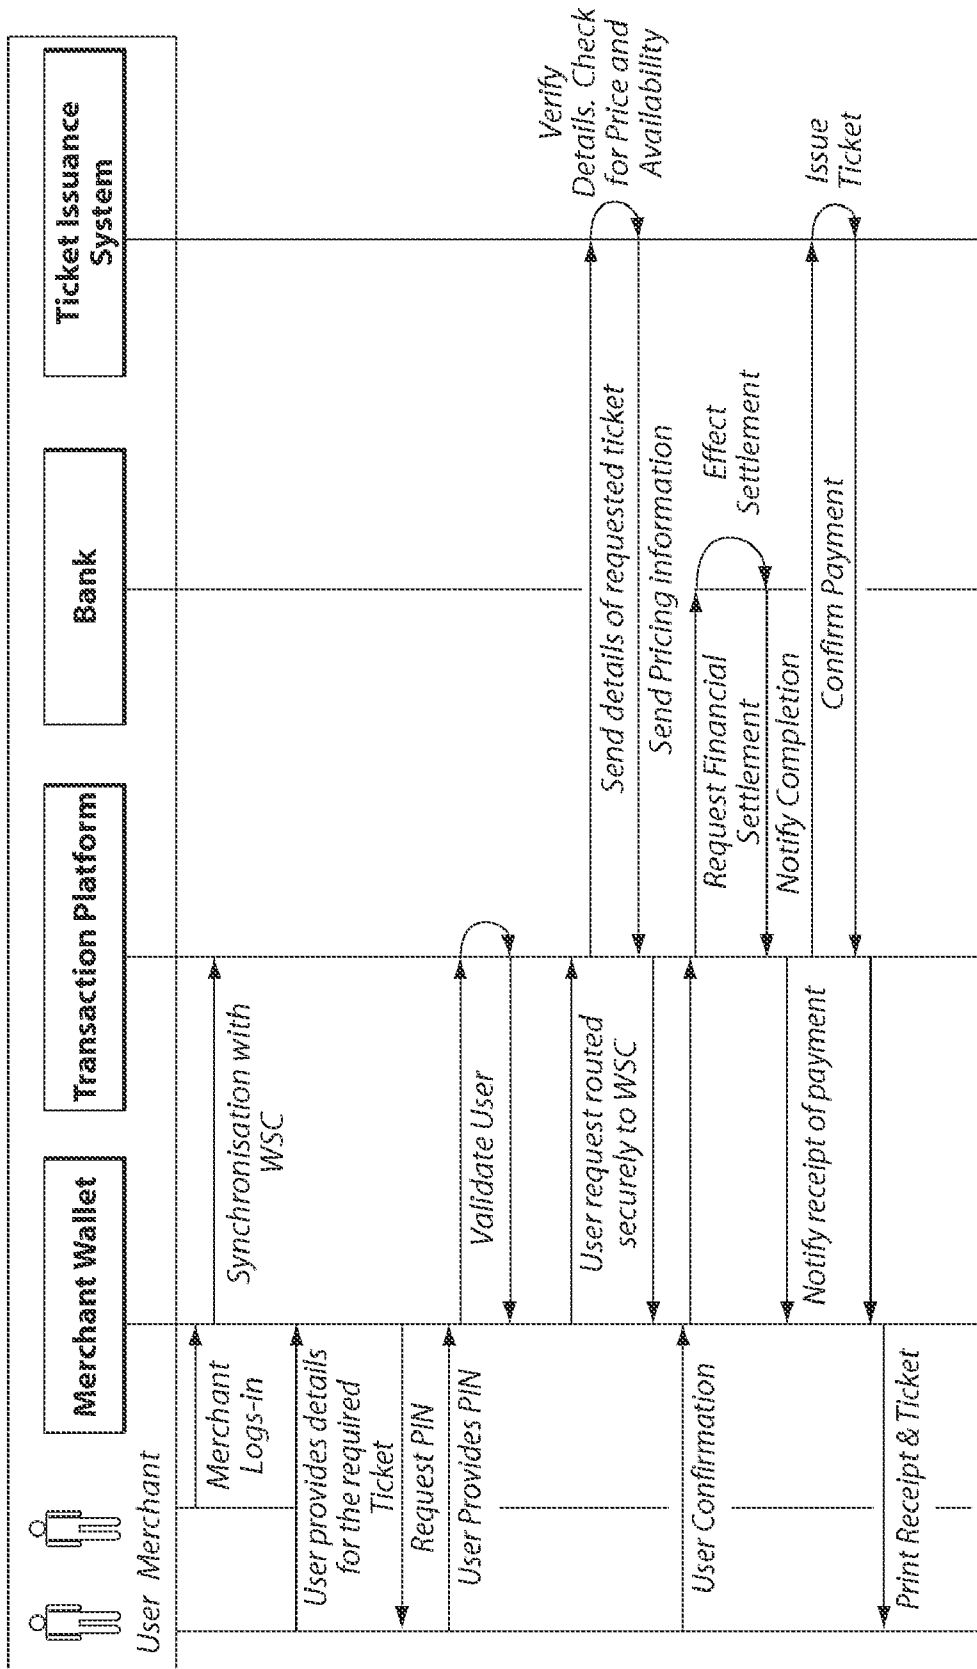 User
Merchant
Merchant Wallet
Transaction Platform
Bank
Ticket Issuance
System
Merchant
Logs-in
Synchronisation with
WSC
User provides details
for the required
Ticket
Request PIN
User Provides PIN
Validate User
User request routed
securely to WSC
Send details of requested ticket
Verify
Details. Check
for Price and
Availability
Send Pricing information
User Confirmation
Request Financial
Settlement
Effect
Settlement
Notify Completion
Notify receipt of payment
Confirm Payment
Issue
Ticket
Print Receipt & Ticket